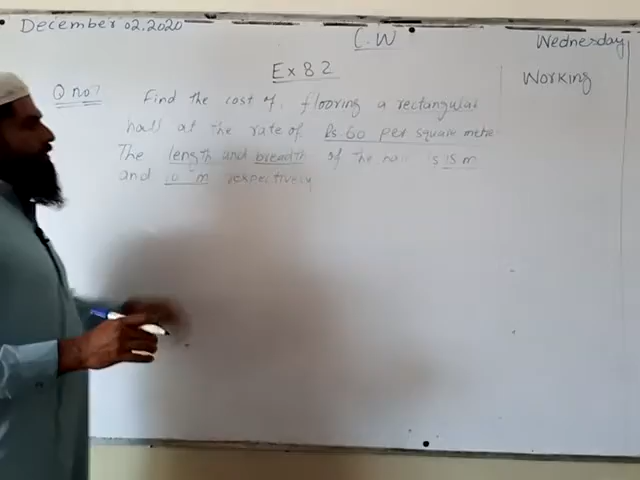 December 02.2020
C.W
Wednesday
Ex 8 2
Working
Q no 7 Find the cost of flooring a rectangular
hall at the rate of Rs. 60 per square metre
The length and breadth of the hall is 15 m
and 10 m respectively